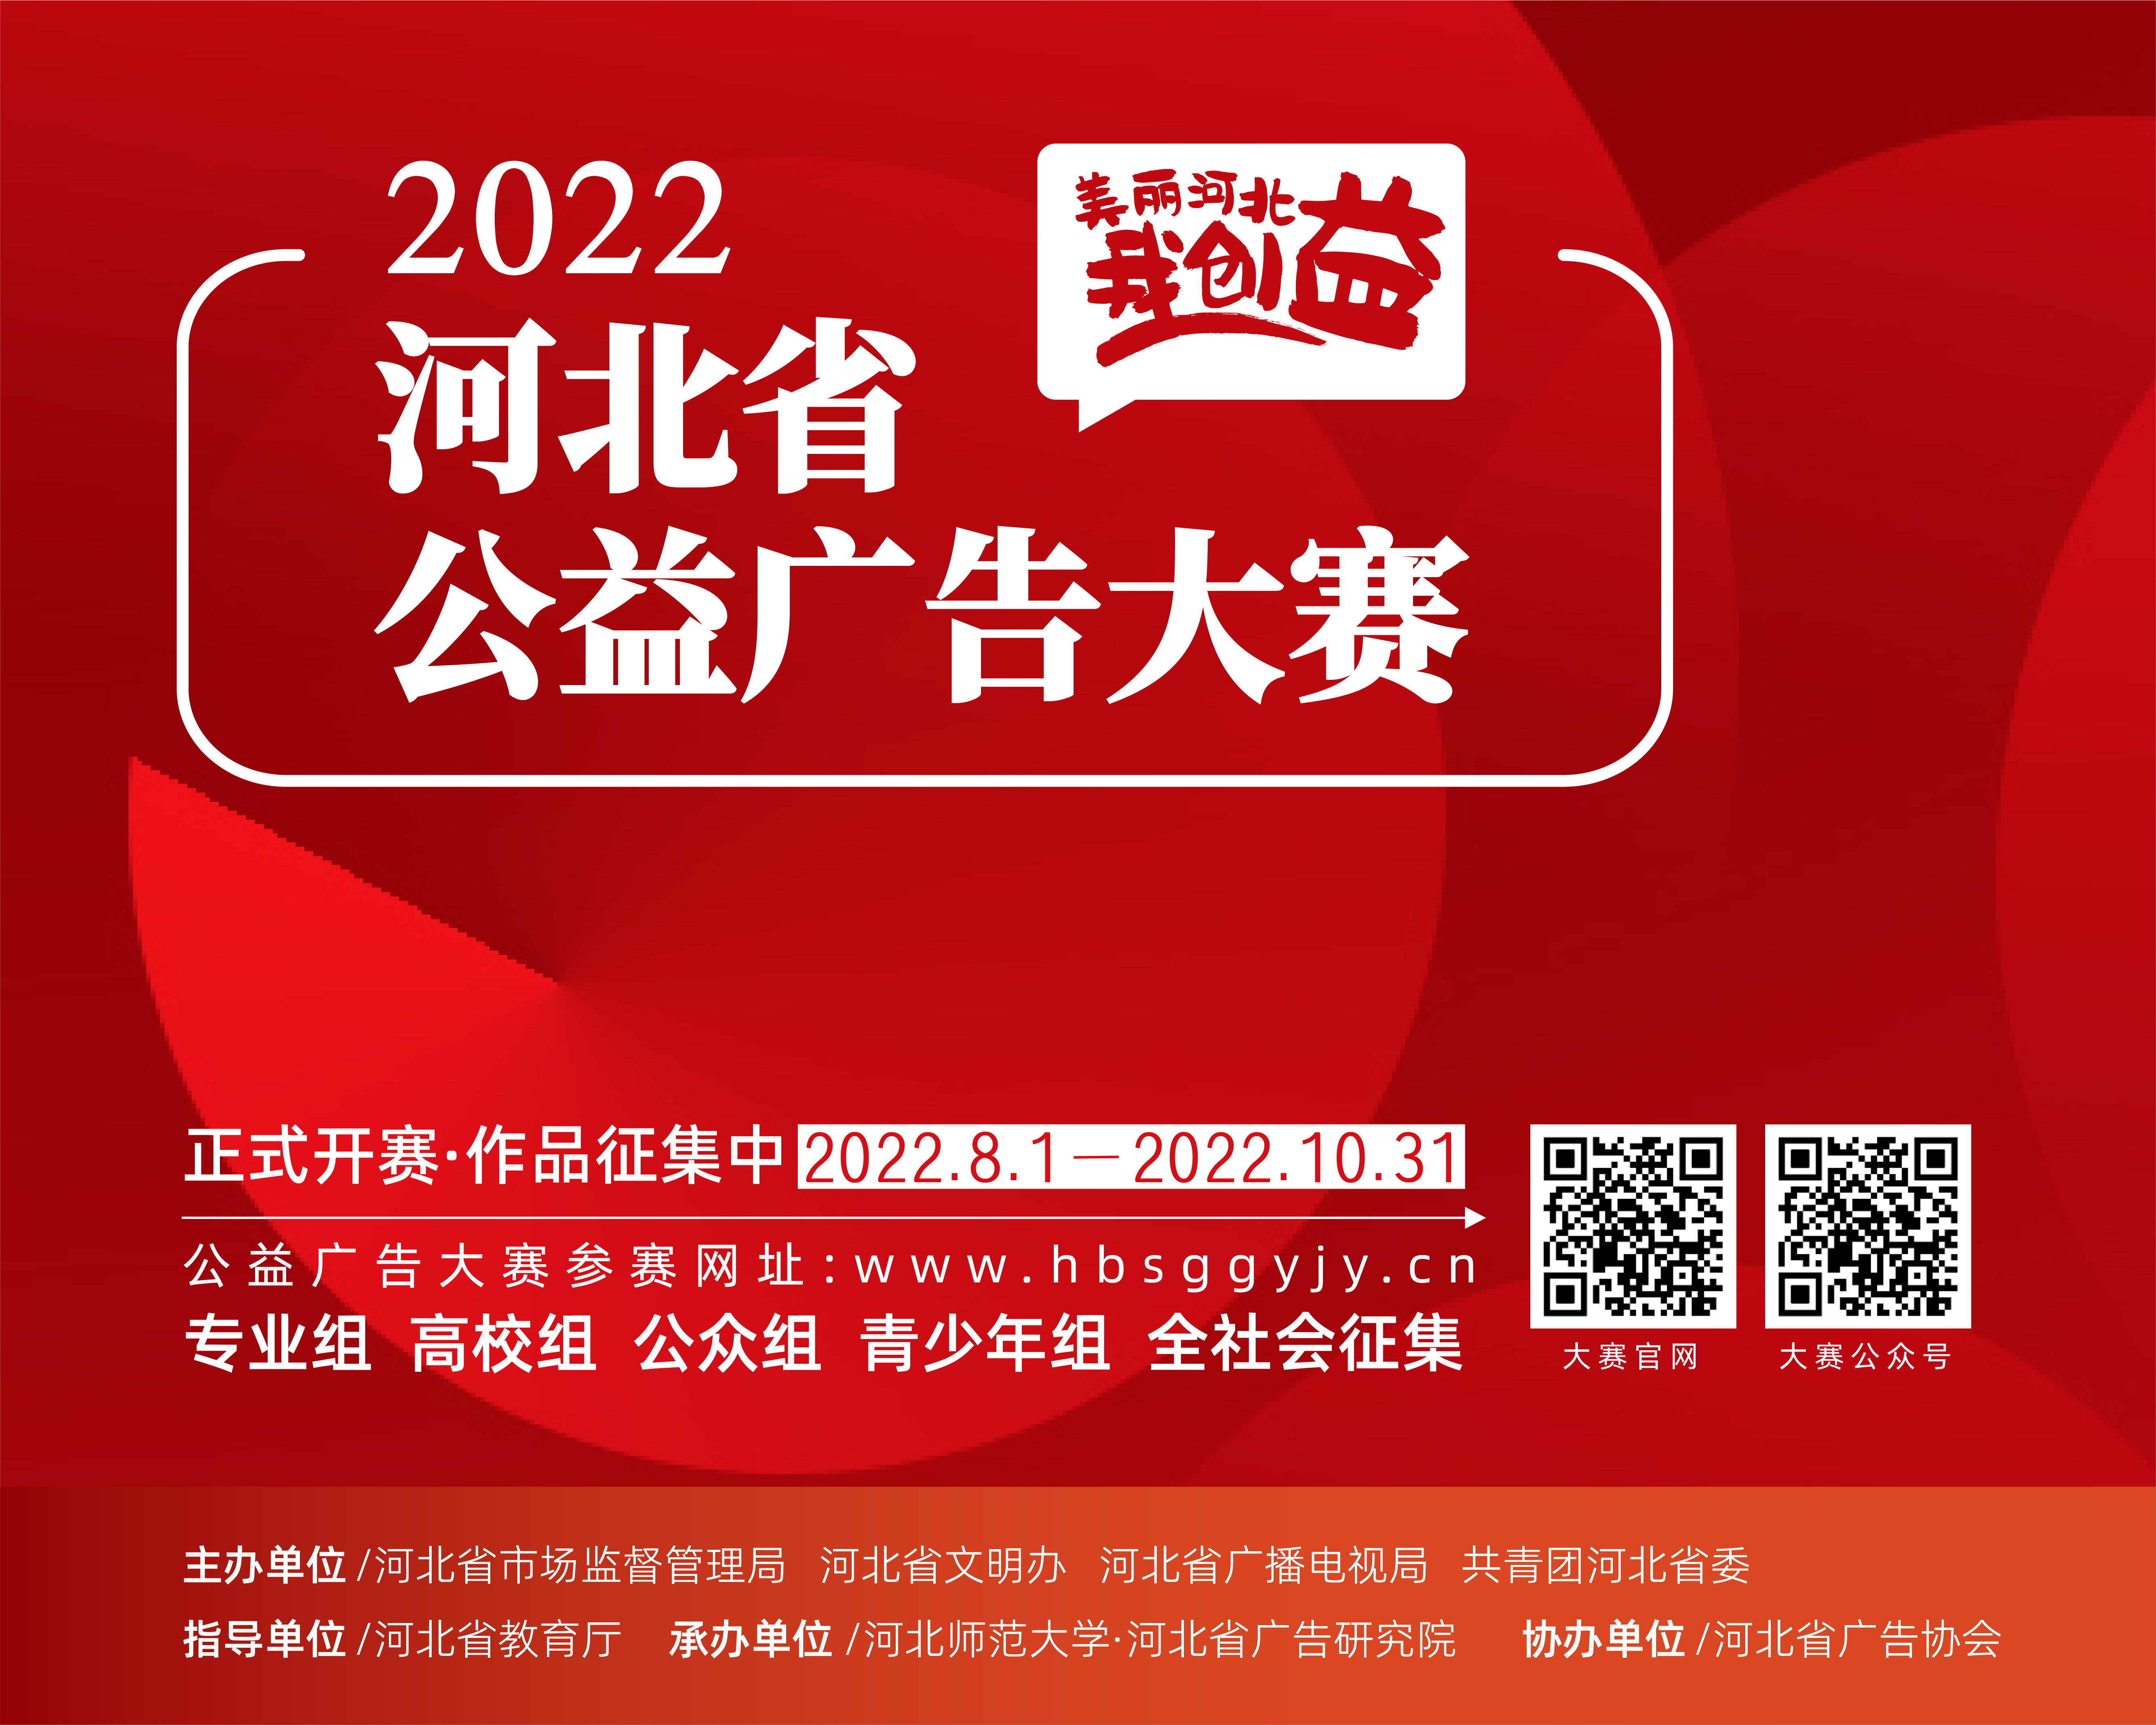 2022
美丽河北
我创益
河北省
公益广告大赛
正式开赛·作品征集中 2022.8.1—2022.10.31
公益广告大赛参赛网址:www.hbsggyjy.cn
专业组 高校组 公众组 青少年组 全社会征集
大赛官网 大赛公众号
主办单位/河北省市场监督管理局 河北省文明办 河北省广播电视局 共青团河北省委
指导单位/河北省教育厅 承办单位/河北师范大学·河北省广告研究院 协办单位/河北省广告协会